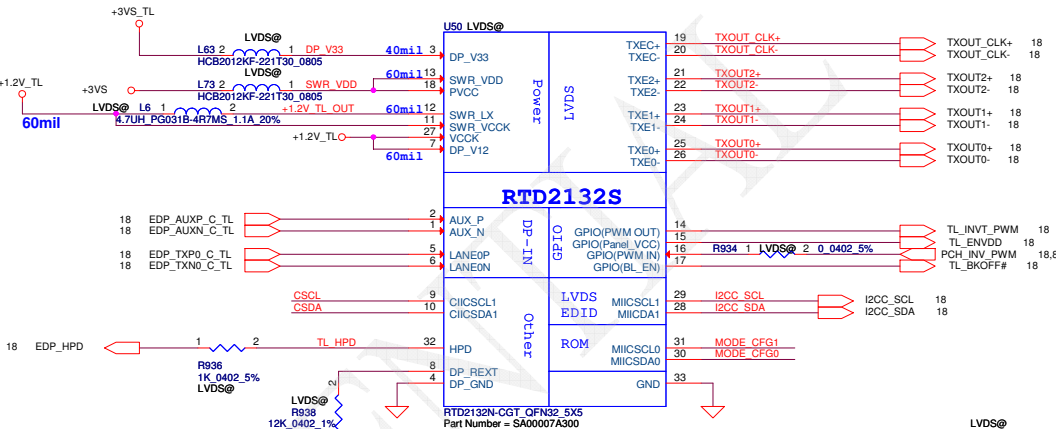 +3VS_TL
U50 LVDS@
LVDS@
L63 2 1 DP_V33 40mil 3 DP_V33
HCB2012KF-221T30_0805
LVDS@
L73 2 1 SWR_VDD 60mil 13 SWR_VDD
+3VS 18 PVCC
HCB2012KF-221T30_0805
+1.2V_TL
LVDS@ L6 1 2 +1.2V_TL_OUT 60mil 12 SWR_LX
60mil 4.7UH_PG031B-4R7MS_1.1A_20% 11 SWR_VCCK
+1.2V_TL 27 VCCK
7 DP_V12
60mil
Power
LVDS
TXEC+ 19 TXOUT_CLK+ TXOUT_CLK+ 18
TXEC- 20 TXOUT_CLK- TXOUT_CLK- 18
TXE2+ 21 TXOUT2+ TXOUT2+ 18
TXE2- 22 TXOUT2- TXOUT2- 18
TXE1+ 23 TXOUT1+ TXOUT1+ 18
TXE1- 24 TXOUT1- TXOUT1- 18
TXE0+ 25 TXOUT0+ TXOUT0+ 18
TXE0- 26 TXOUT0- TXOUT0- 18
RTD2132S
18 EDP_AUXP_C_TL 2 AUX_P
18 EDP_AUXN_C_TL 1 AUX_N
18 EDP_TXP0_C_TL 5 LANE0P
18 EDP_TXN0_C_TL 6 LANE0N
DP-IN
GPIO
GPIO(PWM OUT) 14 TL_INVT_PWM 18
GPIO(Panel_VCC) 15 TL_ENVDD 18
GPIO(PWM IN) 16 R934 1 LVDS@ 2 0_0402_5% PCH_INV_PWM 18,8
GPIO(BL_EN) 17 TL_BKOFF# 18
CSCL 9 CIICSCL1
CSDA 10 CIICSDA1
Other
LVDS
EDID
MIICSCL1 29 I2CC_SCL I2CC_SCL 18
MIICDA1 28 I2CC_SDA I2CC_SDA 18
ROM
MIICSCL0 31 MODE_CFG1
MIICSDA0 30 MODE_CFG0
18 EDP_HPD 1 2 TL_HPD 32 HPD
R936
1K_0402_5%
LVDS@
8 DP_REXT
4 DP_GND
GND 33
2
LVDS@
R938
12K_0402_1%
RTD2132N-CGT_QFN32_5X5
Part Number = SA00007A300
LVDS@